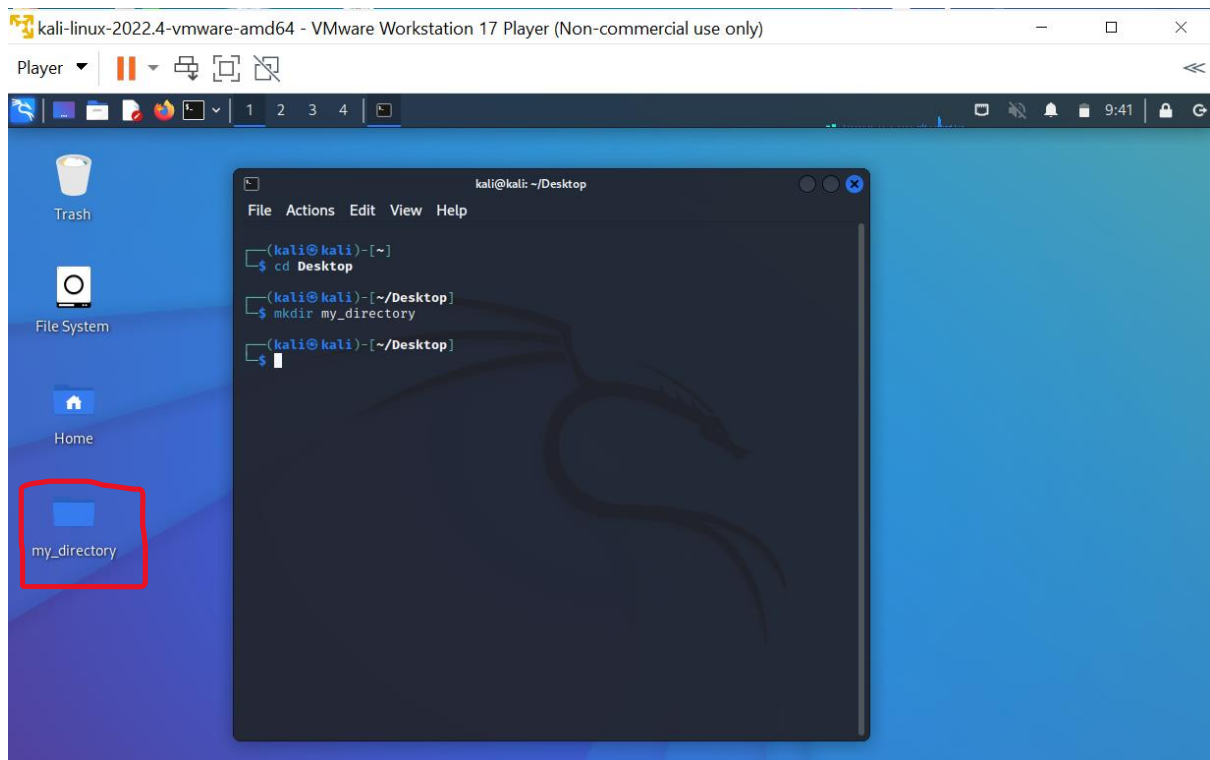 kali-linux-2022.4-vmware-amd64 - VMware Workstation 17 Player (Non-commercial use only)
Player
1 2 3 4
9:41
Trash
File System
Home
my_directory
kali@kali: ~/Desktop
File Actions Edit View Help
┌──(kali㉿kali)-[~]
└─$ cd Desktop
┌──(kali㉿kali)-[~/Desktop]
└─$ mkdir my_directory
┌──(kali㉿kali)-[~/Desktop]
└─$